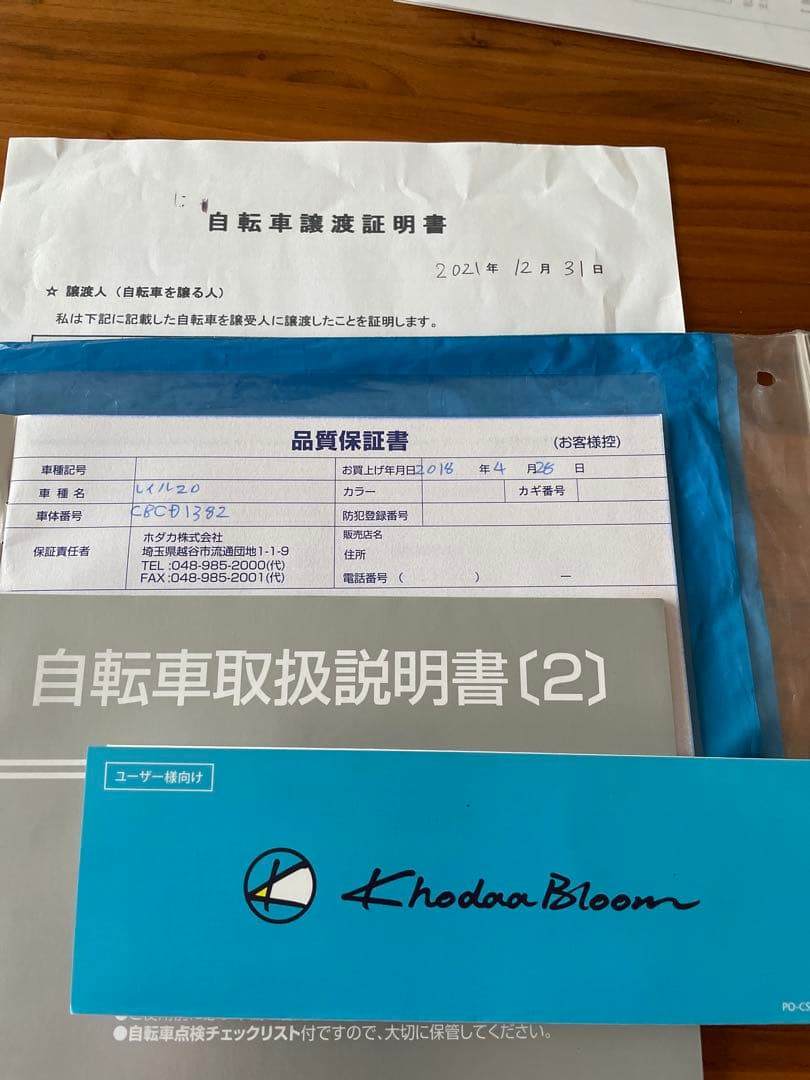 自転車譲渡証明書
2021年 12月 31日
☆ 譲渡人（自転車を譲る人）
私は下記に記載した自転車を譲受人に譲渡したことを証明します。
品質保証書 (お客様控)
車種記号 お買上げ年月日 2018 年 4 月 28 日
車種名 レイル20 カラー カギ番号
車体番号 CBCD1382 防犯登録番号
保証責任者
ホダカ株式会社
埼玉県越谷市流通団地1-1-9
TEL :048-985-2000(代)
FAX :048-985-2001(代)
販売店名
住所
電話番号 （ ） ー
自転車取扱説明書〔2〕
ユーザー様向け
Khodaa Bloom
PO-CS
●自転車点検チェックリスト付ですので、大切に保管してください。